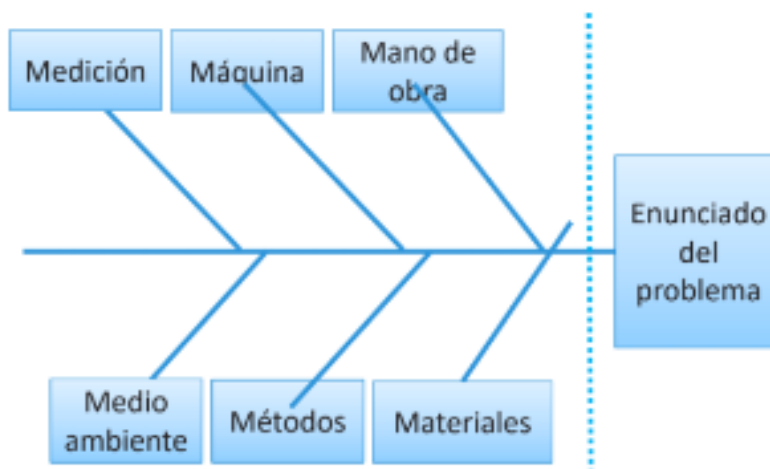 Medición
Máquina
Mano de
obra
Enunciado
del
problema
Medio
ambiente
Métodos
Materiales